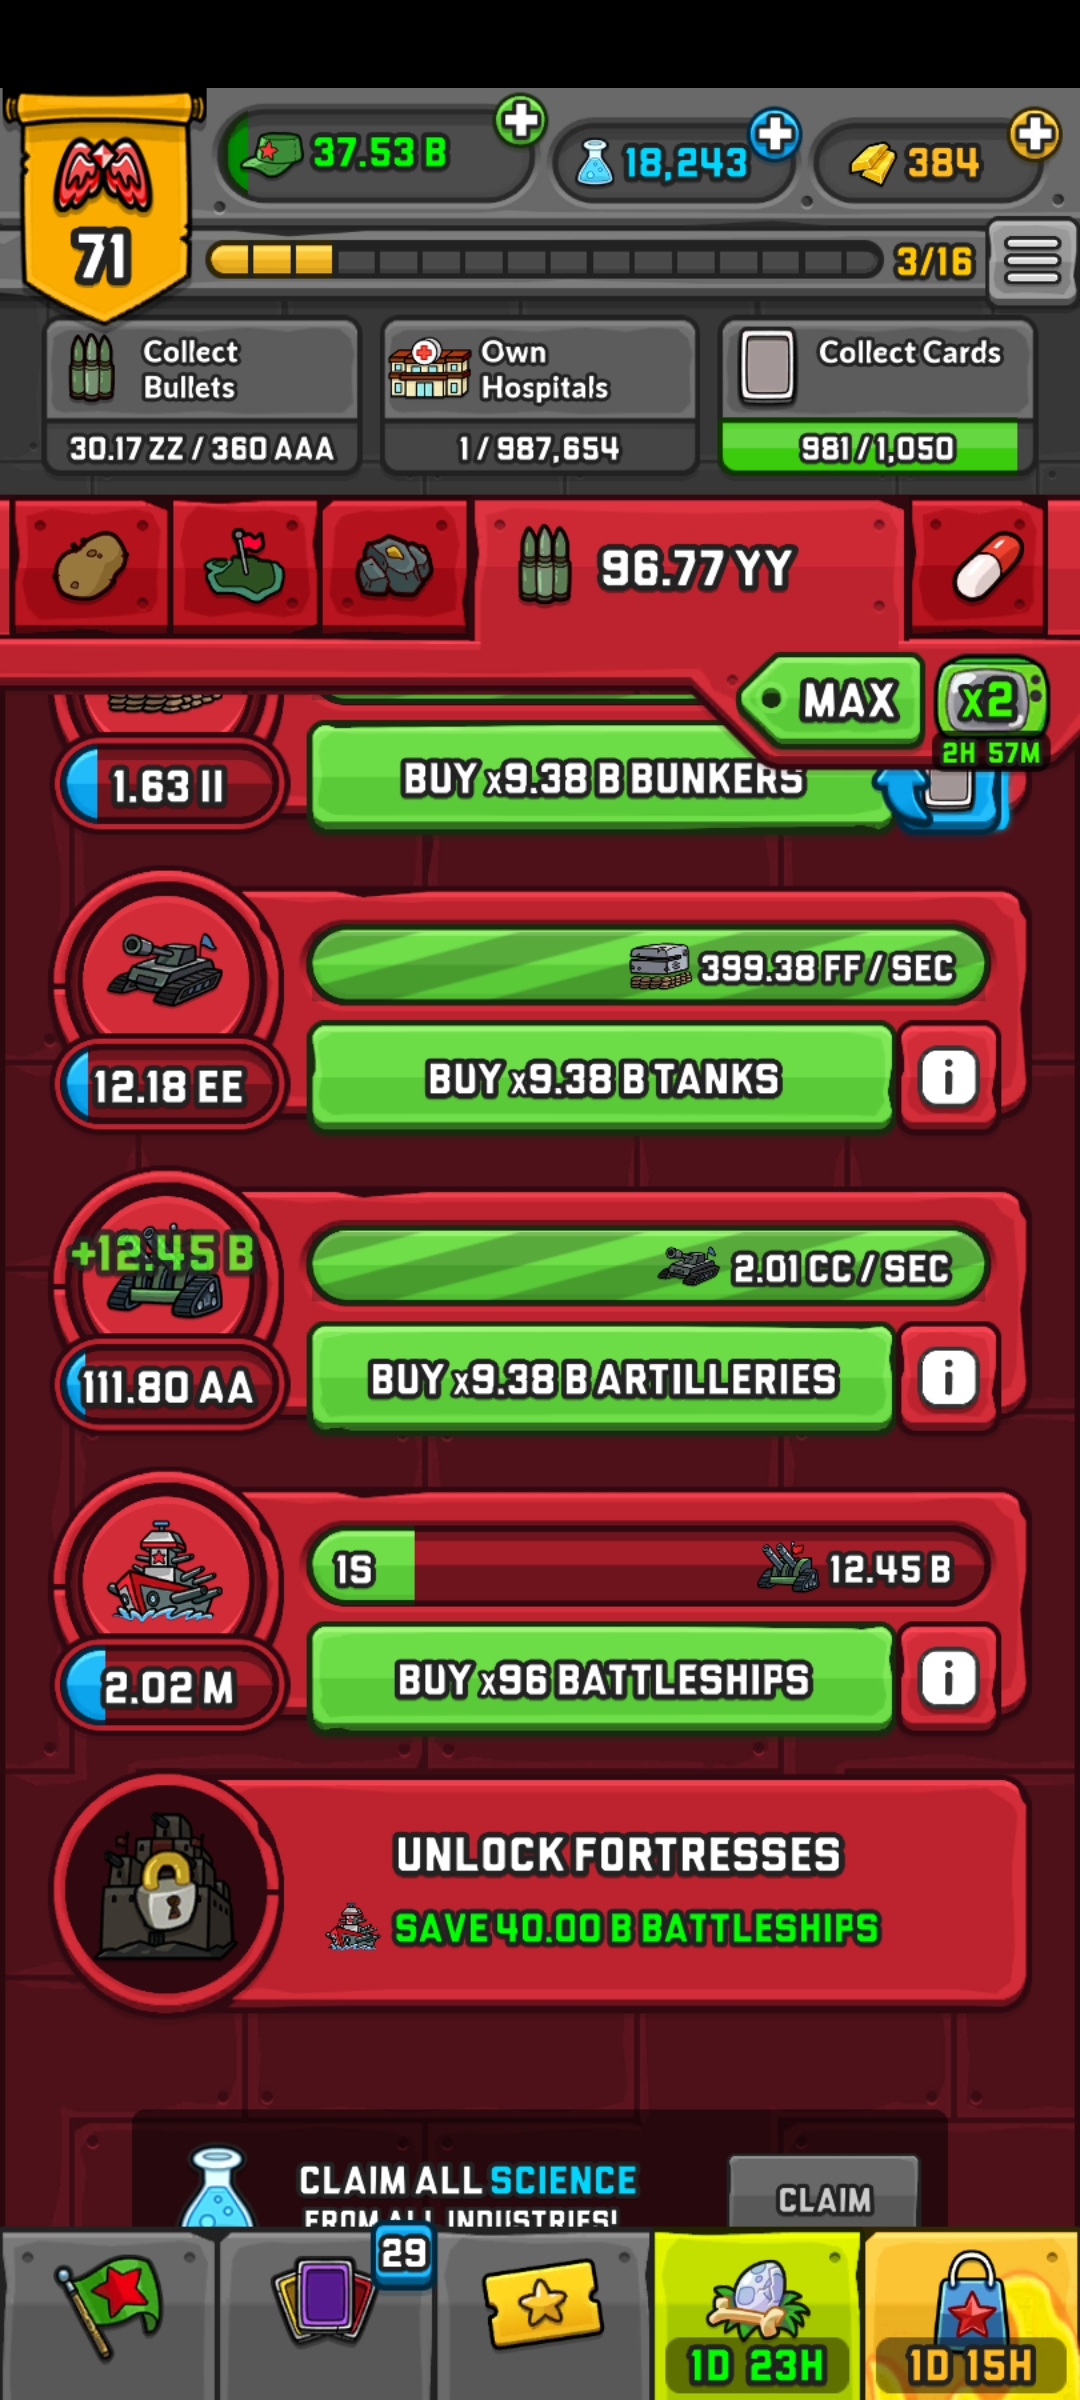 37.53 B
18,243
384
71
3/16
Collect
Bullets
30.17 ZZ / 360 AAA
Own
Hospitals
1 / 987,654
Collect Cards
981 / 1,050
96.77 YY
MAX
x2
2H 57M
1.63 II
BUY x9.38 B BUNKERS
399.38 FF / SEC
12.18 EE
BUY x9.38 B TANKS
i
+12.45 B
2.01 CC / SEC
111.80 AA
BUY x9.38 B ARTILLERIES
i
1S
12.45 B
2.02 M
BUY x96 BATTLESHIPS
i
UNLOCK FORTRESSES
SAVE 40.00 B BATTLESHIPS
CLAIM ALL SCIENCE
FROM ALL INDUSTRIES!
CLAIM
29
1D 23H
1D 15H